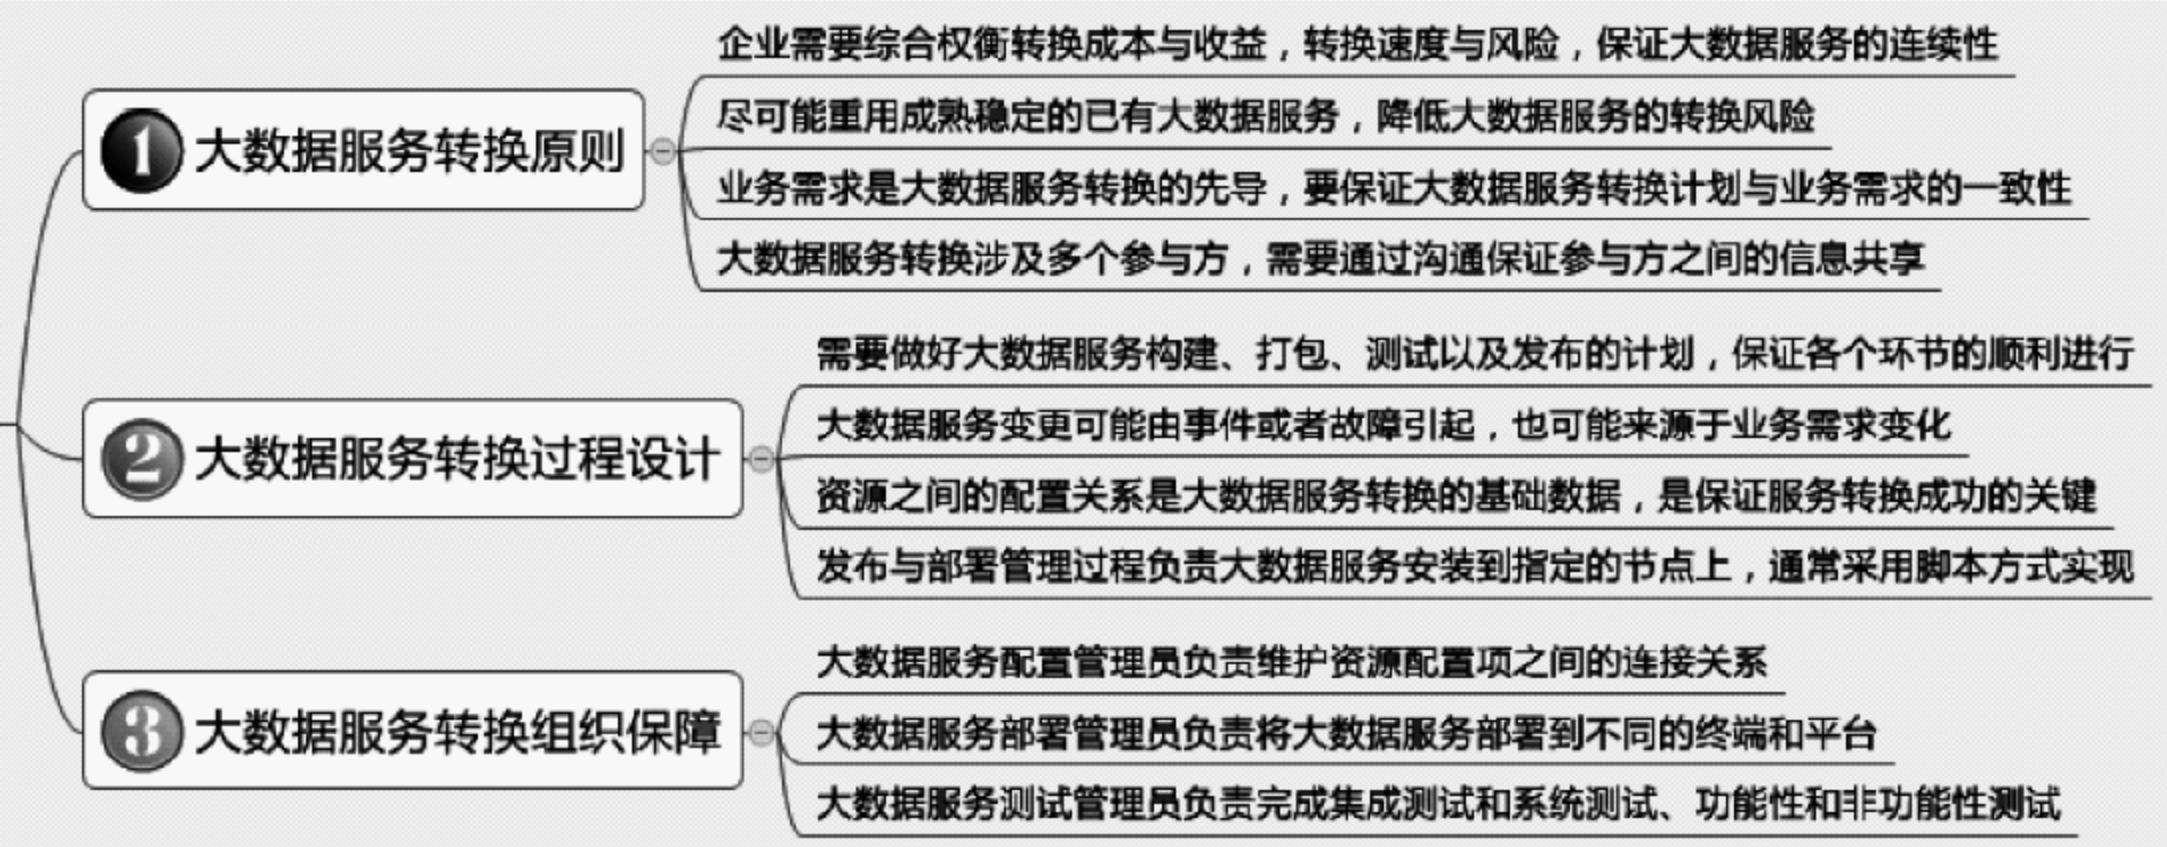 1 大数据服务转换原则
企业需要综合权衡转换成本与收益，转换速度与风险，保证大数据服务的连续性
尽可能重用成熟稳定的已有大数据服务，降低大数据服务的转换风险
业务需求是大数据服务转换的先导，要保证大数据服务转换计划与业务需求的一致性
大数据服务转换涉及多个参与方，需要通过沟通保证参与方之间的信息共享
2 大数据服务转换过程设计
需要做好大数据服务构建、打包、测试以及发布的计划，保证各个环节的顺利进行
大数据服务变更可能由事件或者故障引起，也可能来源于业务需求变化
资源之间的配置关系是大数据服务转换的基础数据，是保证服务转换成功的关键
发布与部署管理过程负责大数据服务安装到指定的节点上，通常采用脚本方式实现
3 大数据服务转换组织保障
大数据服务配置管理员负责维护资源配置项之间的连接关系
大数据服务部署管理员负责将大数据服务部署到不同的终端和平台
大数据服务测试管理员负责完成集成测试和系统测试、功能性和非功能性测试